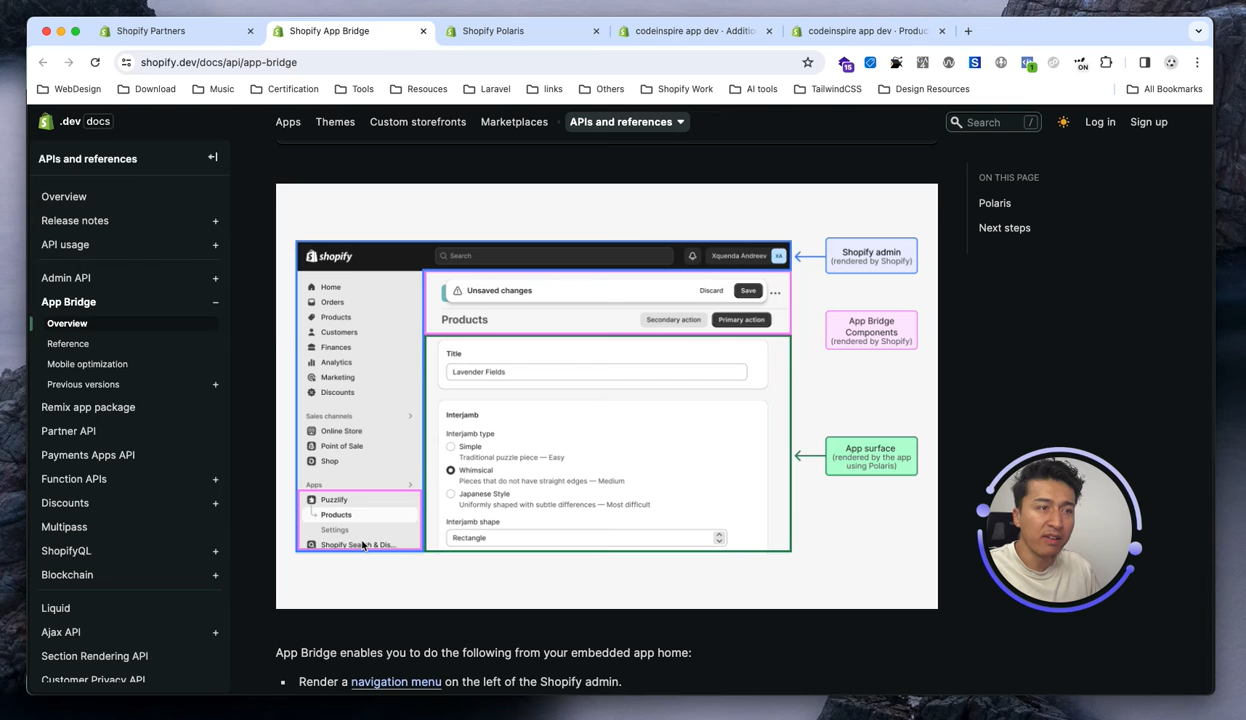 Shopify Partners
Shopify App Bridge
Shopify Polaris
codeinspire app dev · Additio
codeinspire app dev · Produc
shopify.dev/docs/api/app-bridge
15
1
ON
WebDesign
Download
Music
Certification
Tools
Resouces
Laravel
links
Others
Shopify Work
AI tools
TailwindCSS
Design Resources
All Bookmarks
.dev docs
Apps
Themes
Custom storefronts
Marketplaces
APIs and references
Search /
Log in
Sign up
APIs and references
Overview
Release notes +
API usage +
Admin API +
App Bridge –
Overview
Reference
Mobile optimization
Previous versions +
Remix app package
Partner API
Payments Apps API
Function APIs +
Discounts +
Multipass
ShopifyQL +
Blockchain +
Liquid
Ajax API +
Section Rendering API
Customer Privacy API
shopify
Search
Xquenda Andreev XA
Home
Orders
Products
Customers
Finances
Analytics
Marketing
Discounts
Sales channels
Online Store
Point of Sale
Shop
Apps
Puzzlify
Products
Settings
Shopify Search & Dis...
Unsaved changes
Discard
Save
Products
Secondary action
Primary action
Title
Lavender Fields
Interjamb
Interjamb type
Simple
Traditional puzzle piece — Easy
Whimsical
Pieces that do not have straight edges — Medium
Japanese Style
Uniformly shaped with subtle differences — Most difficult
Interjamb shape
Rectangle
Shopify admin
(rendered by Shopify)
App Bridge
Components
(rendered by Shopify)
App surface
(rendered by the app
using Polaris)
App Bridge enables you to do the following from your embedded app home:
▪ Render a navigation menu on the left of the Shopify admin.
ON THIS PAGE
Polaris
Next steps